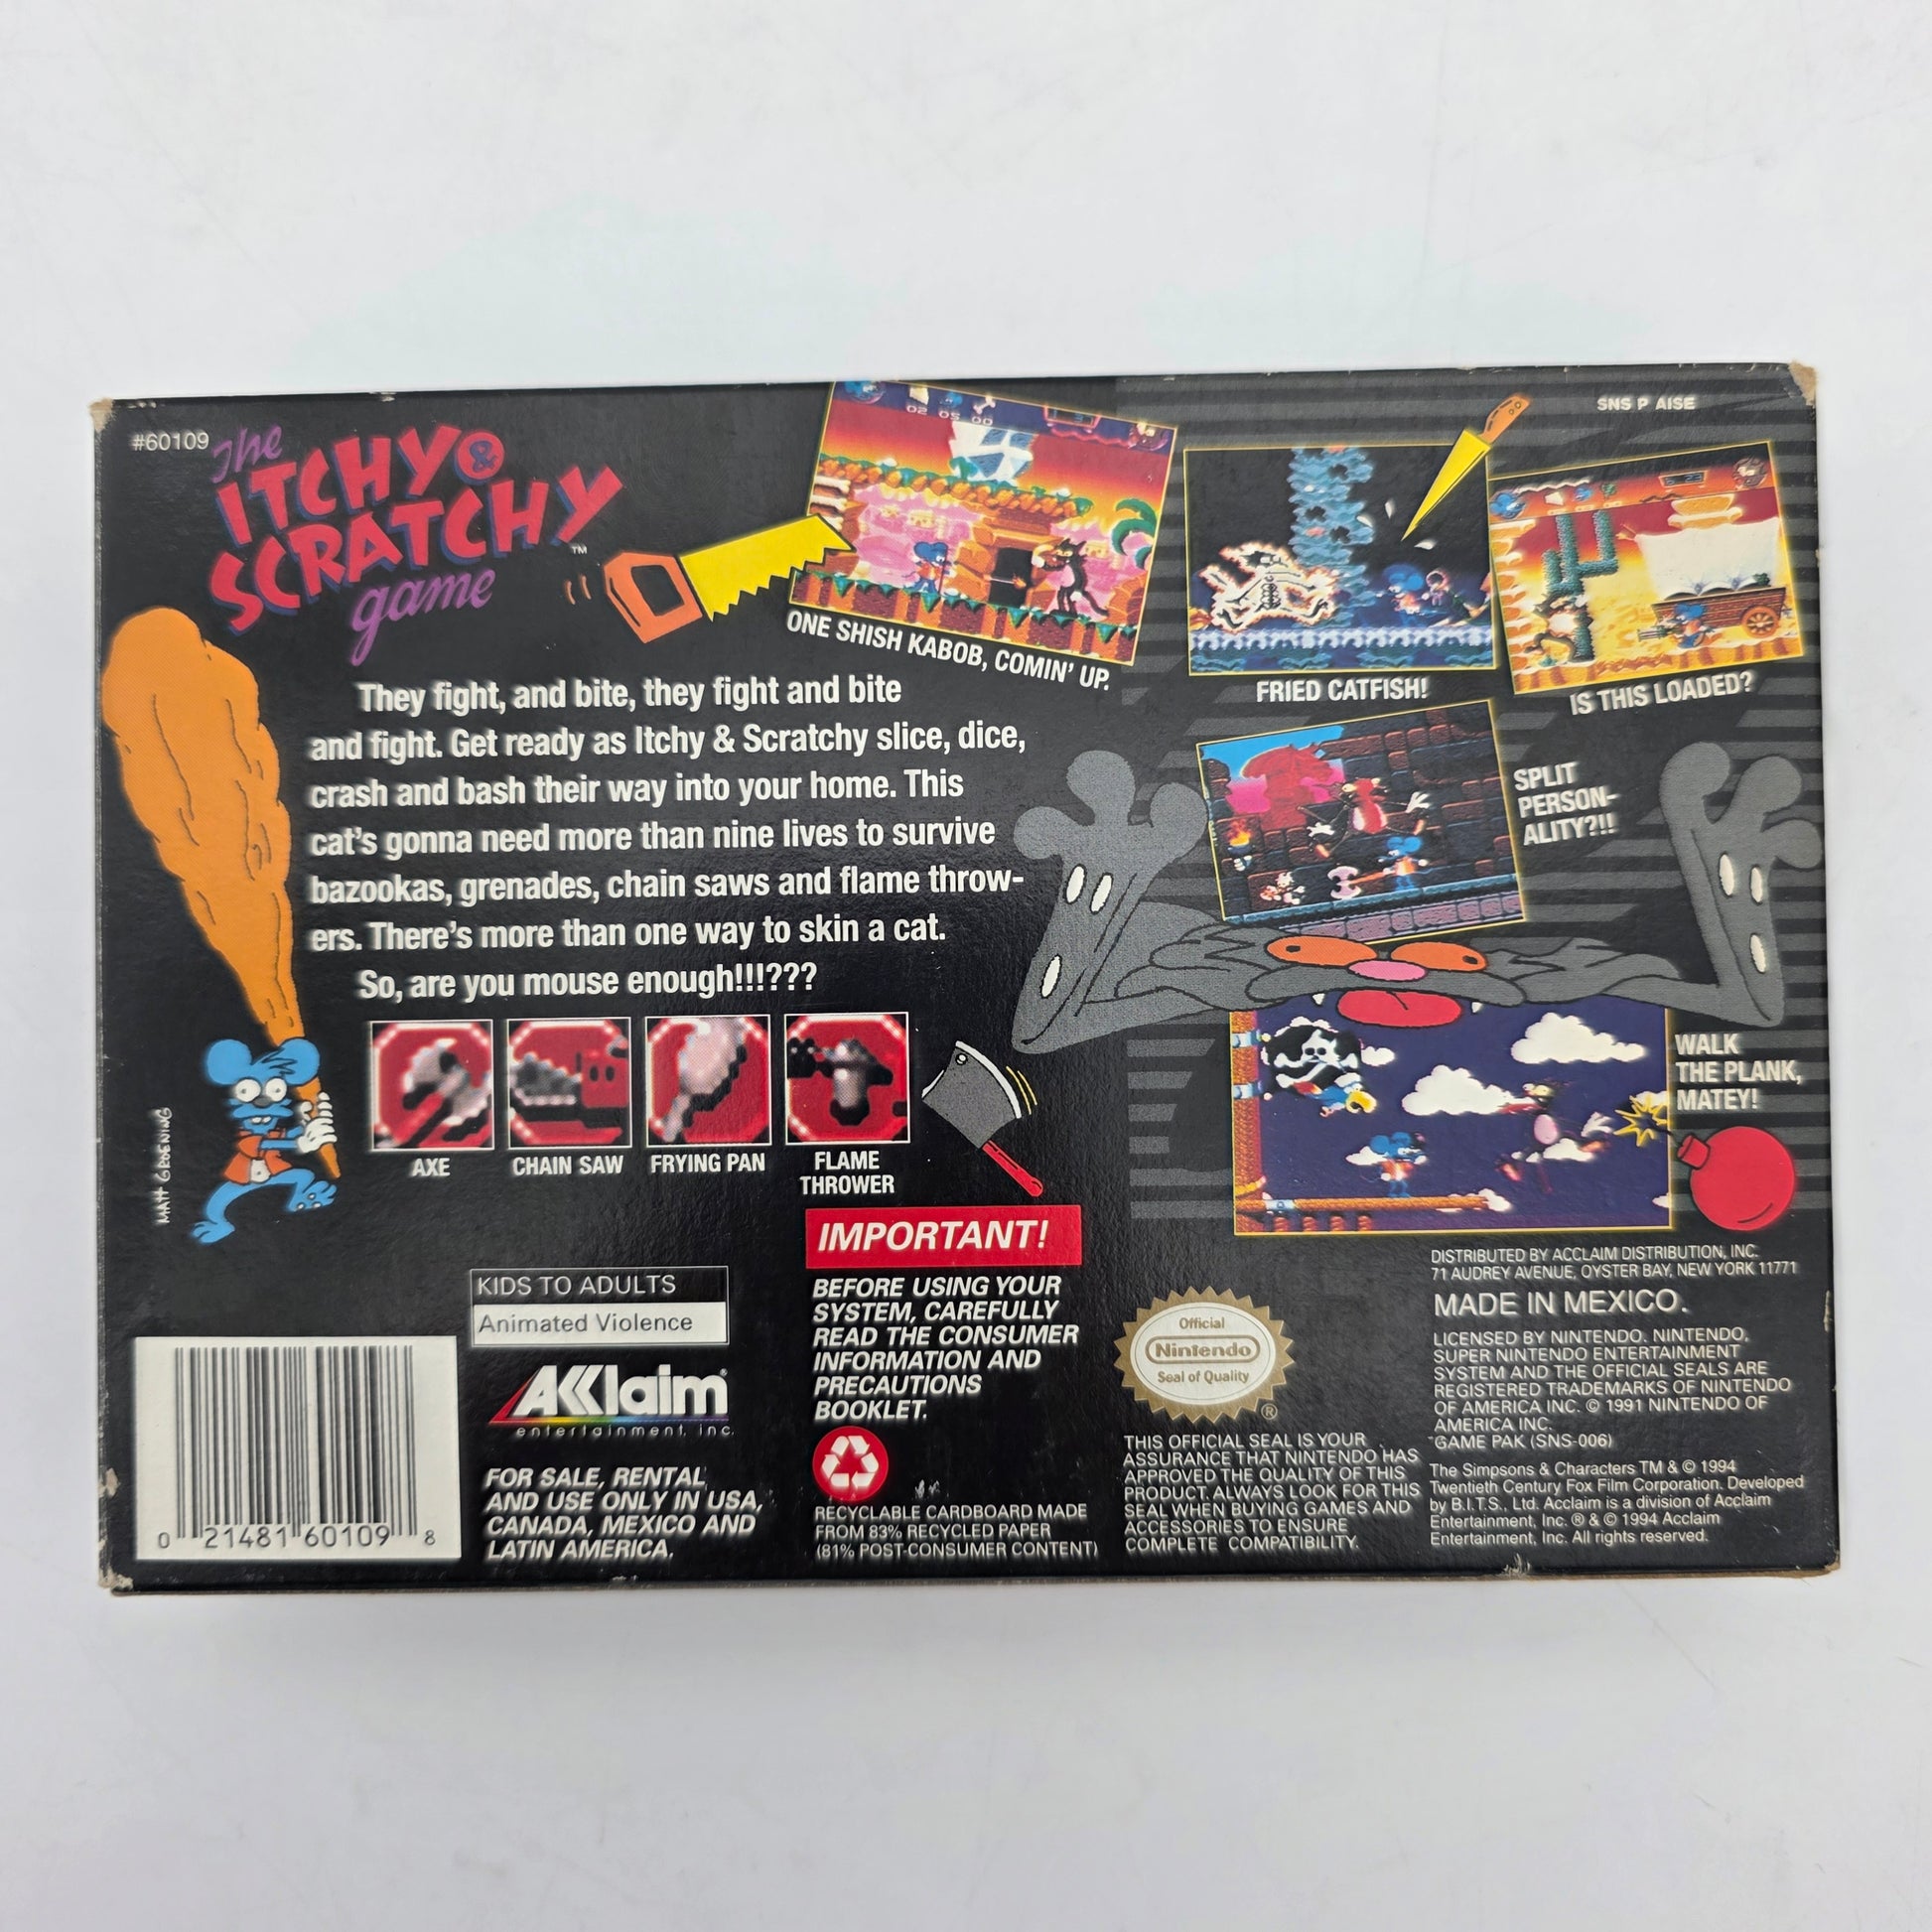 #60109
The
ITCHY &
SCRATCHY
game
TM
SNS P AISE
02 05 00
ONE SHISH KABOB, COMIN' UP.
FRIED CATFISH!
IS THIS LOADED?
They fight, and bite, they fight and bite
and fight. Get ready as Itchy & Scratchy slice, dice,
crash and bash their way into your home. This
cat's gonna need more than nine lives to survive
bazookas, grenades, chain saws and flame throw-
ers. There's more than one way to skin a cat.
So, are you mouse enough!!!???
SPLIT
PERSON-
ALITY?!!
WALK
THE PLANK,
MATEY!
MATT GROENING
AXE
CHAIN SAW
FRYING PAN
FLAME
THROWER
KIDS TO ADULTS
Animated Violence
AKKlaim®
entertainment, inc.
FOR SALE, RENTAL
AND USE ONLY IN USA,
CANADA, MEXICO AND
LATIN AMERICA.
0 21481 60109 8
IMPORTANT!
BEFORE USING YOUR
SYSTEM, CAREFULLY
READ THE CONSUMER
INFORMATION AND
PRECAUTIONS
BOOKLET.
RECYCLABLE CARDBOARD MADE
FROM 83% RECYCLED PAPER
(81% POST-CONSUMER CONTENT)
Official
Nintendo
Seal of Quality
®
THIS OFFICIAL SEAL IS YOUR
ASSURANCE THAT NINTENDO HAS
APPROVED THE QUALITY OF THIS
PRODUCT. ALWAYS LOOK FOR THIS
SEAL WHEN BUYING GAMES AND
ACCESSORIES TO ENSURE
COMPLETE COMPATIBILITY.
DISTRIBUTED BY ACCLAIM DISTRIBUTION, INC.
71 AUDREY AVENUE, OYSTER BAY, NEW YORK 11771
MADE IN MEXICO.
LICENSED BY NINTENDO. NINTENDO,
SUPER NINTENDO ENTERTAINMENT
SYSTEM AND THE OFFICIAL SEALS ARE
REGISTERED TRADEMARKS OF NINTENDO
OF AMERICA INC. © 1991 NINTENDO OF
AMERICA INC.
GAME PAK (SNS-006)
The Simpsons & Characters TM & © 1994
Twentieth Century Fox Film Corporation. Developed
by B.I.T.S., Ltd. Acclaim is a division of Acclaim
Entertainment, Inc. ® & © 1994 Acclaim
Entertainment, Inc. All rights reserved.